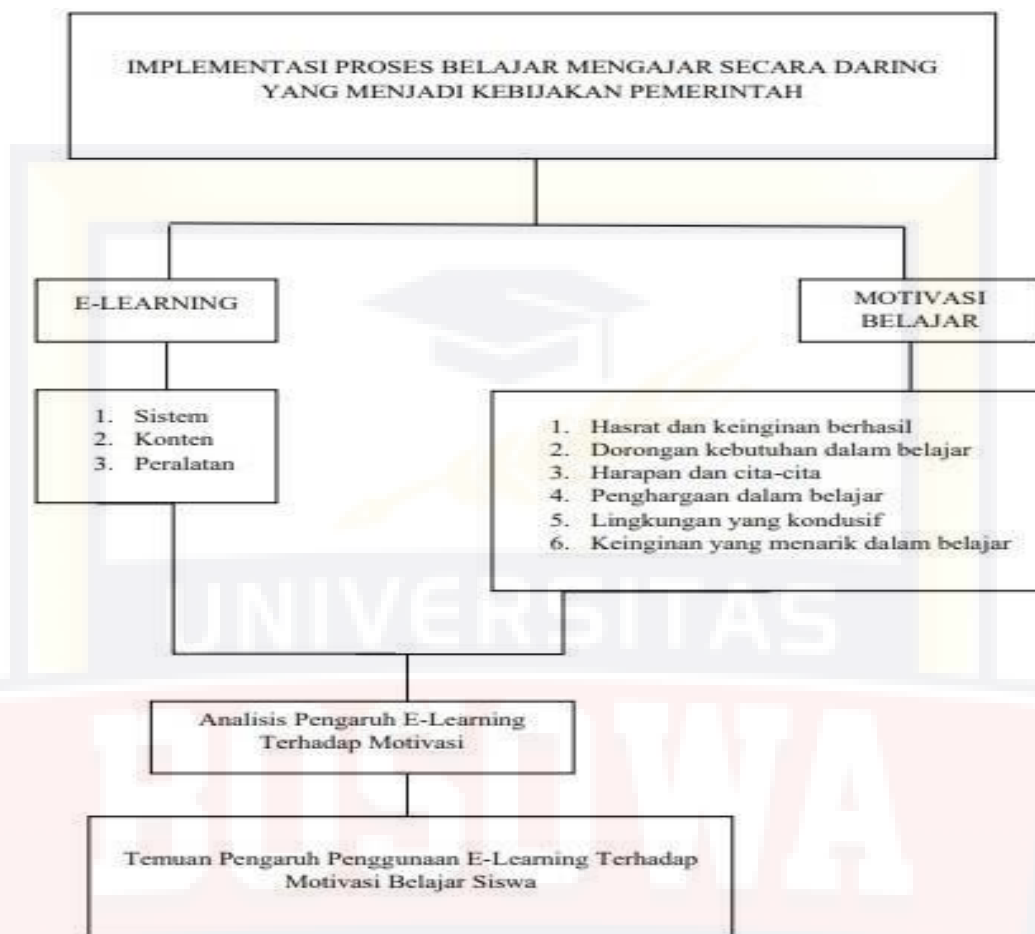 IMPLEMENTASI PROSES BELAJAR MENGAJAR SECARA DARING
YANG MENJADI KEBIJAKAN PEMERINTAH
E-LEARNING
MOTIVASI
BELAJAR
1. Sistem
2. Konten
3. Peralatan
1. Hasrat dan keinginan berhasil
2. Dorongan kebutuhan dalam belajar
3. Harapan dan cita-cita
4. Penghargaan dalam belajar
5. Lingkungan yang kondusif
6. Keinginan yang menarik dalam belajar
UNIVERSITAS
Analisis Pengaruh E-Learning
Terhadap Motivasi
BOSOWA
Temuan Pengaruh Penggunaan E-Learning Terhadap
Motivasi Belajar Siswa